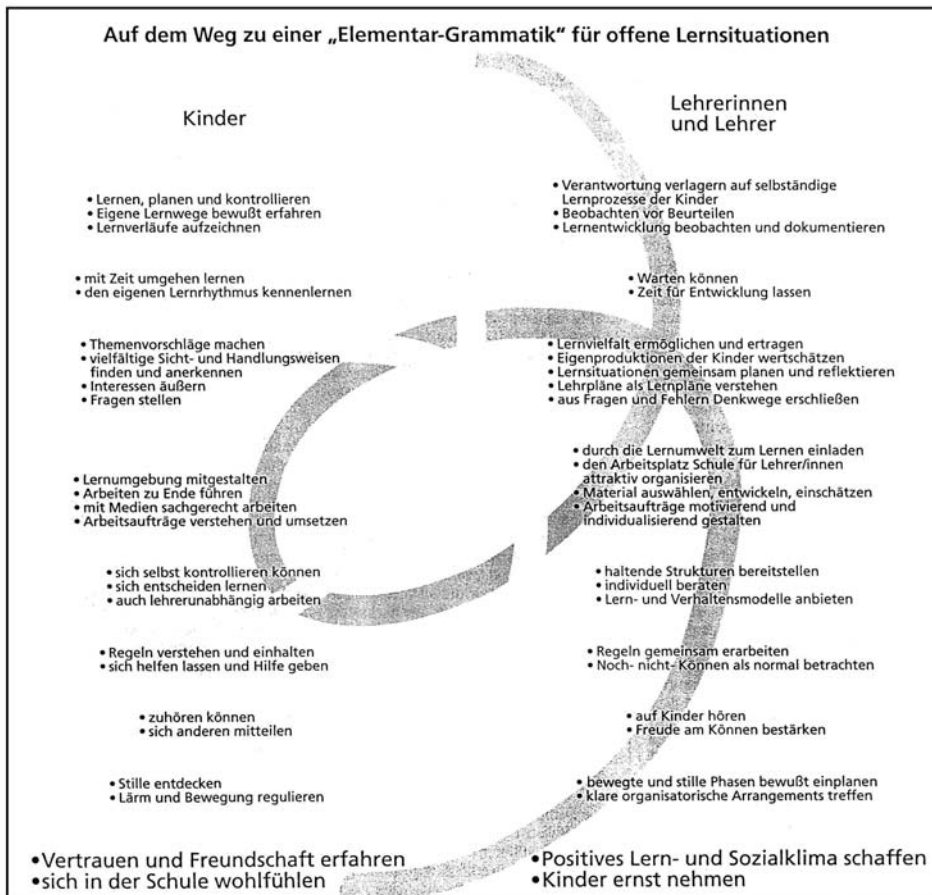 Auf dem Weg zu einer „Elementar-Grammatik“ für offene Lernsituationen
Kinder
• Lernen, planen und kontrollieren
• Eigene Lernwege bewußt erfahren
• Lernverläufe aufzeichnen
• mit Zeit umgehen lernen
• den eigenen Lernrhythmus kennenlernen
• Themenvorschläge machen
• vielfältige Sicht- und Handlungsweisen
finden und anerkennen
• Interessen äußern
• Fragen stellen
• Lernumgebung mitgestalten
• Arbeiten zu Ende führen
• mit Medien sachgerecht arbeiten
• Arbeitsaufträge verstehen und umsetzen
• sich selbst kontrollieren können
• sich entscheiden lernen
• auch lehrerunabhängig arbeiten
• Regeln verstehen und einhalten
• sich helfen lassen und Hilfe geben
• zuhören können
• sich anderen mitteilen
• Stille entdecken
• Lärm und Bewegung regulieren
•Vertrauen und Freundschaft erfahren
•sich in der Schule wohlfühlen
Lehrerinnen
und Lehrer
• Verantwortung verlagern auf selbständige
Lernprozesse der Kinder
• Beobachten vor Beurteilen
• Lernentwicklung beobachten und dokumentieren
• Warten können
• Zeit für Entwicklung lassen
• Lernvielfalt ermöglichen und ertragen
• Eigenproduktionen der Kinder wertschätzen
• Lernsituationen gemeinsam planen und reflektieren
• Lehrpläne als Lernpläne verstehen
• aus Fragen und Fehlern Denkwege erschließen
• durch die Lernumwelt zum Lernen einladen
• den Arbeitsplatz Schule für Lehrer/innen
attraktiv organisieren
• Material auswählen, entwickeln, einschätzen
• Arbeitsaufträge motivierend und
individualisierend gestalten
• haltende Strukturen bereitstellen
• individuell beraten
• Lern- und Verhaltensmodelle anbieten
• Regeln gemeinsam erarbeiten
• Noch- nicht- Können als normal betrachten
• auf Kinder hören
• Freude am Können bestärken
• bewegte und stille Phasen bewußt einplanen
• klare organisatorische Arrangements treffen
•Positives Lern- und Sozialklima schaffen
•Kinder ernst nehmen